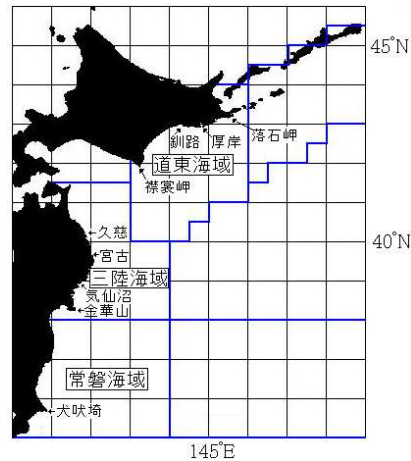 45°N
釧路
厚岸
落石岬
道東海域
襟裳岬
久慈
40°N
宮古
三陸海域
気仙沼
金華山
常磐海域
犬吠埼
145°E